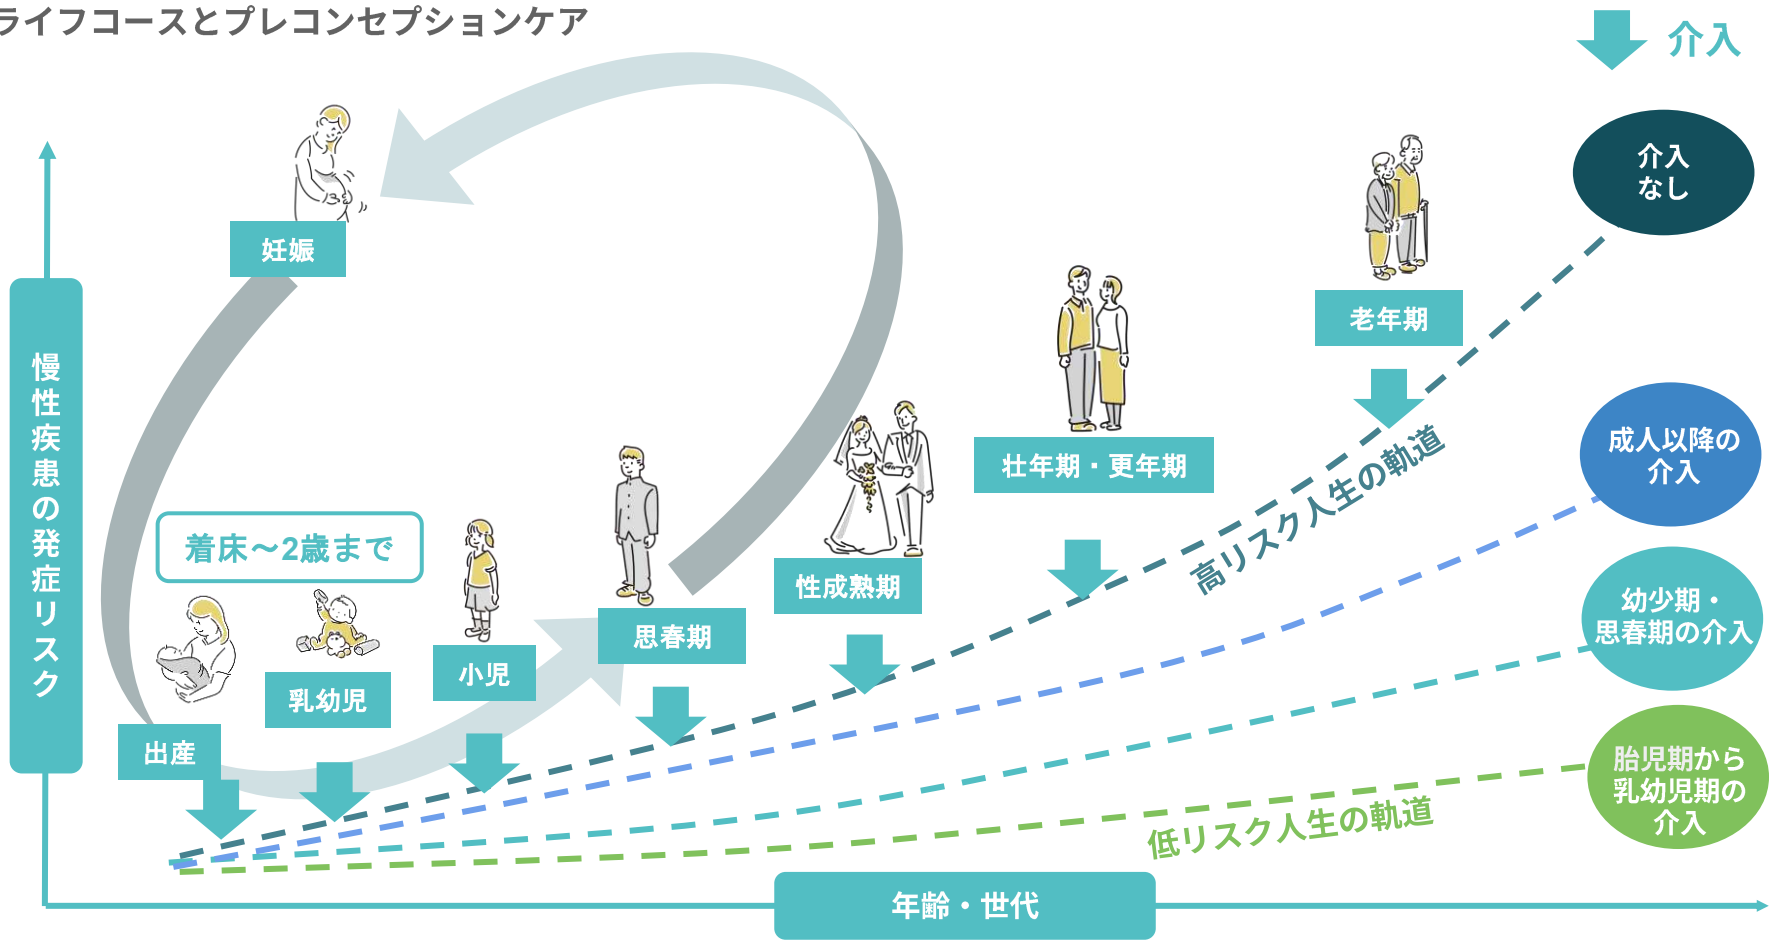 ライフコースとプレコンセプションケア
介入
介入
なし
妊娠
老年期
慢性疾患の発症リスク
成人以降の
介入
壮年期・更年期
高リスク人生の軌道
着床～2歳まで
性成熟期
幼少期・
思春期の介入
思春期
小児
乳幼児
出産
胎児期から
乳幼児期の
介入
低リスク人生の軌道
年齢・世代